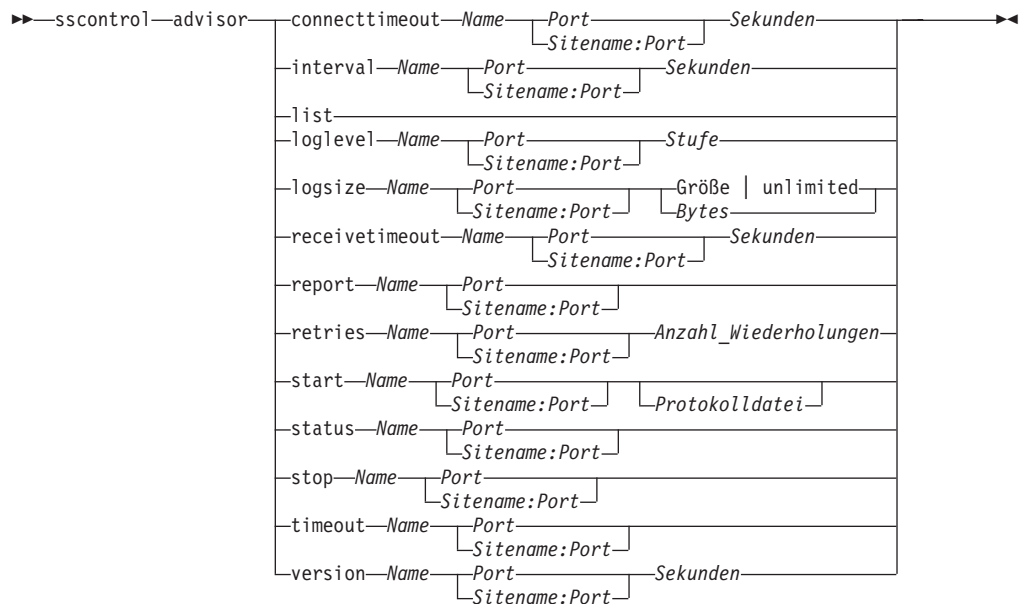 sscontrol advisor connecttimeout Name Port Sekunden
Sitename:Port
interval Name Port Sekunden
Sitename:Port
list
loglevel Name Port Stufe
Sitename:Port
logsize Name Port Größe | unlimited
Sitename:Port Bytes
receivetimeout Name Port Sekunden
Sitename:Port
report Name Port
Sitename:Port
retries Name Port Anzahl_Wiederholungen
Sitename:Port
start Name Port
Sitename:Port Protokolldatei
status Name Port
Sitename:Port
stop Name Port
Sitename:Port
timeout Name Port
Sitename:Port
version Name Port Sekunden
Sitename:Port